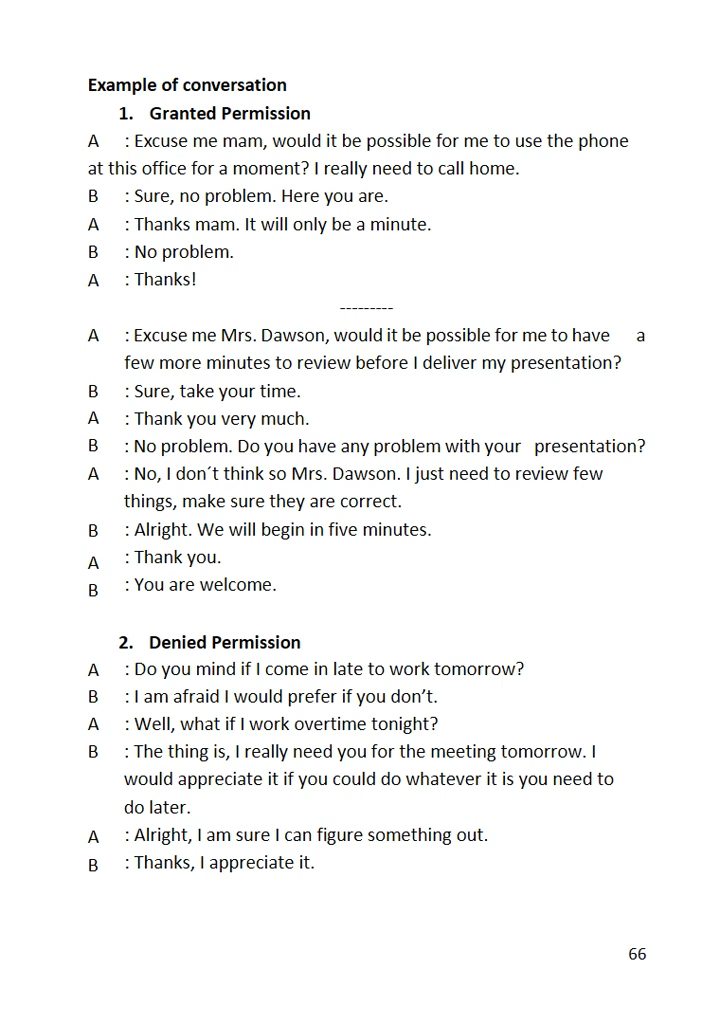 Example of conversation
1. Granted Permission
A : Excuse me mam, would it be possible for me to use the phone
at this office for a moment? I really need to call home.
B : Sure, no problem. Here you are.
A : Thanks mam. It will only be a minute.
B : No problem.
A : Thanks!
---------
A : Excuse me Mrs. Dawson, would it be possible for me to have a
few more minutes to review before I deliver my presentation?
B : Sure, take your time.
A : Thank you very much.
B : No problem. Do you have any problem with your presentation?
A : No, I don´t think so Mrs. Dawson. I just need to review few
things, make sure they are correct.
B : Alright. We will begin in five minutes.
A : Thank you.
B : You are welcome.
2. Denied Permission
A : Do you mind if I come in late to work tomorrow?
B : I am afraid I would prefer if you don’t.
A : Well, what if I work overtime tonight?
B : The thing is, I really need you for the meeting tomorrow. I
would appreciate it if you could do whatever it is you need to
do later.
A : Alright, I am sure I can figure something out.
B : Thanks, I appreciate it.
66